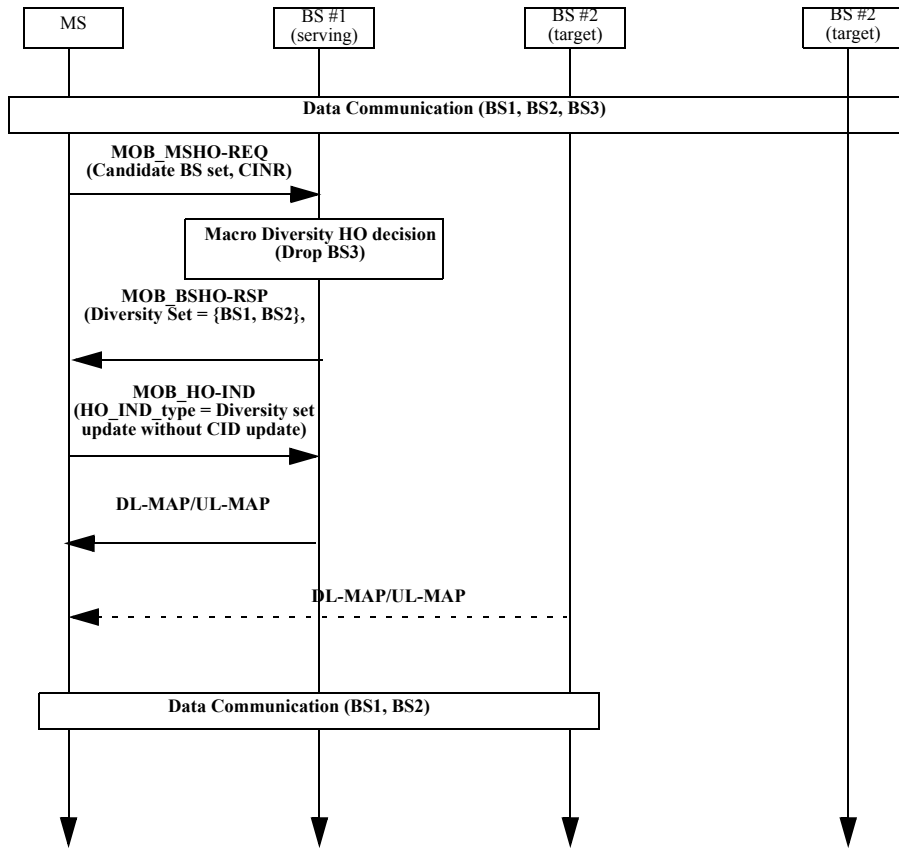 MS
BS #1
(serving)
BS #2
(target)
BS #2
(target)
Data Communication (BS1, BS2, BS3)
MOB_MSHO-REQ
(Candidate BS set, CINR)
Macro Diversity HO decision
(Drop BS3)
MOB_BSHO-RSP
(Diversity Set = {BS1, BS2},
MOB_HO-IND
(HO_IND_type = Diversity set
update without CID update)
DL-MAP/UL-MAP
DL-MAP/UL-MAP
Data Communication (BS1, BS2)